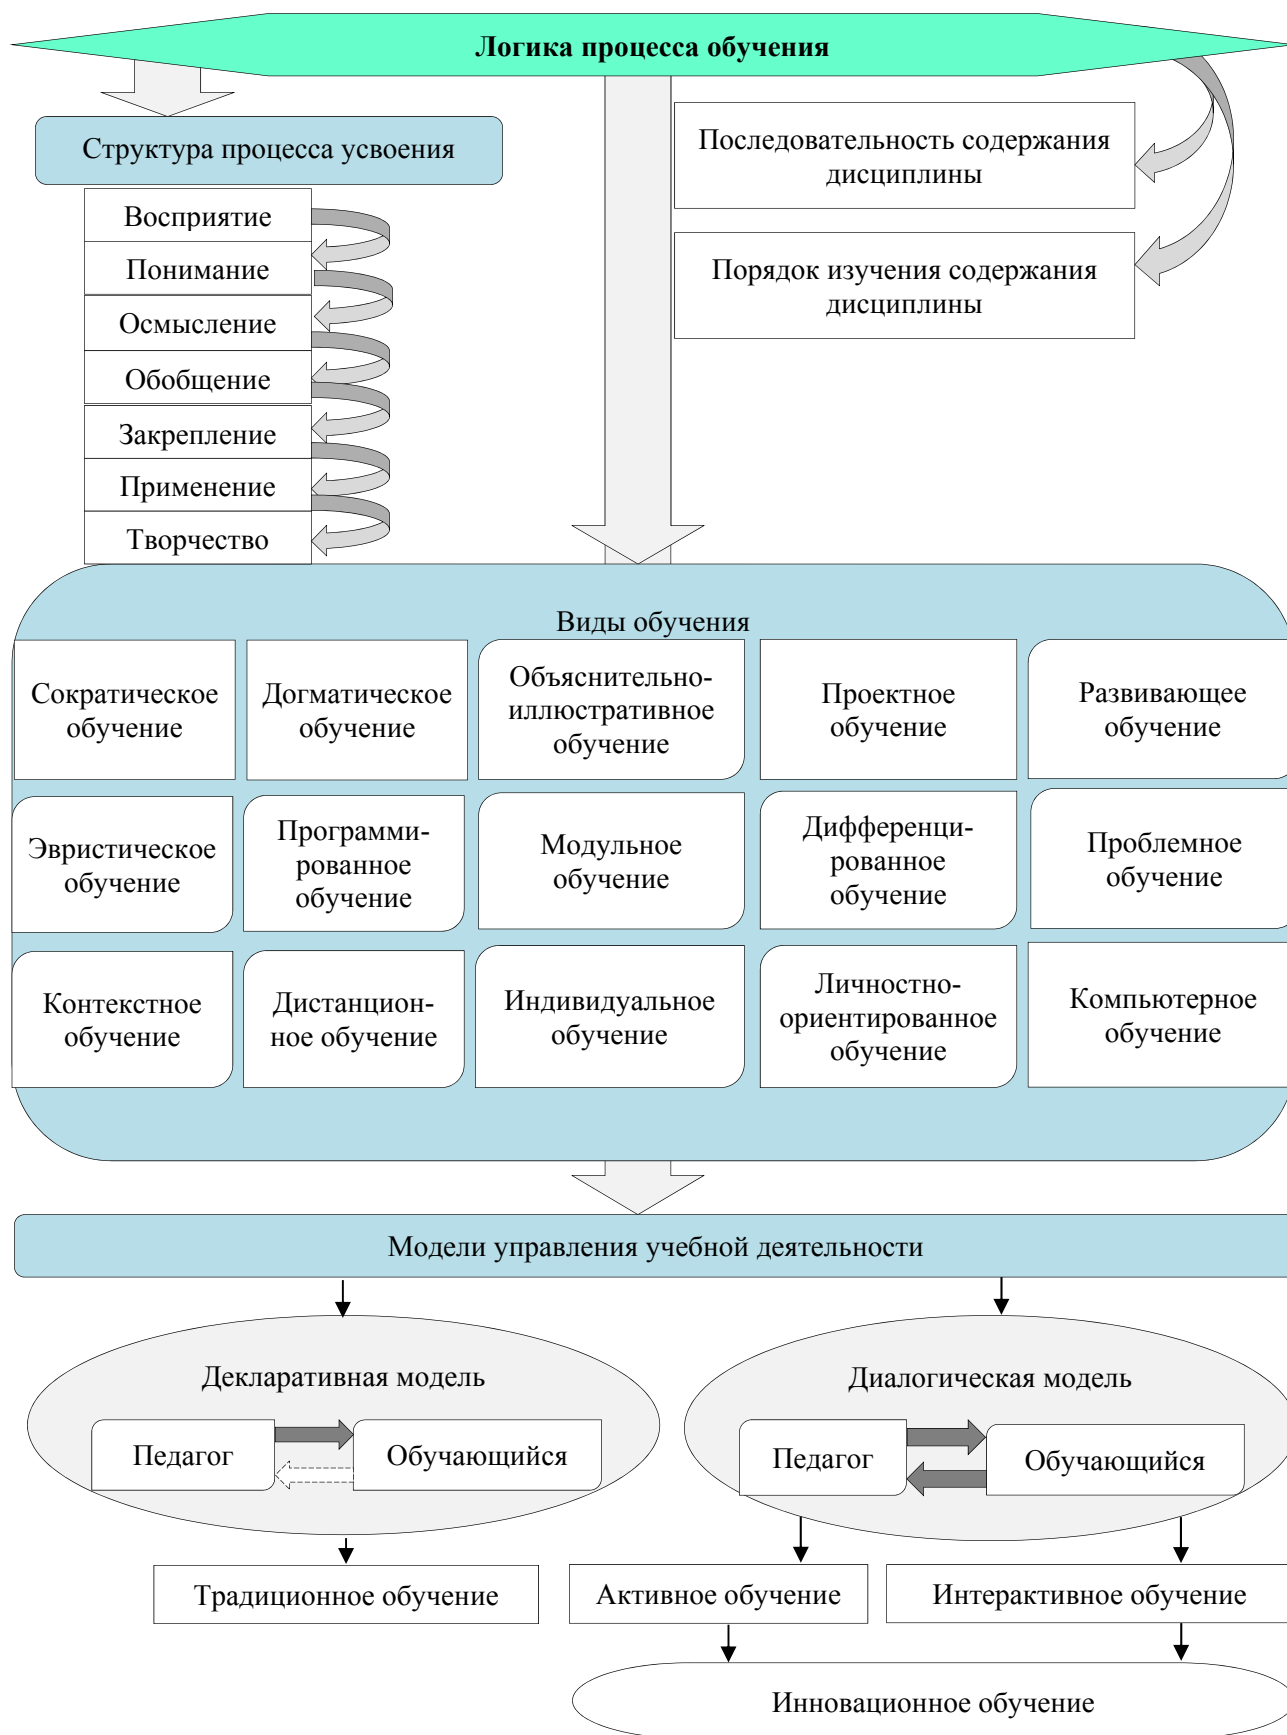 Логика процесса обучения
Структура процесса усвоения
Восприятие
Понимание
Осмысление
Обобщение
Закрепление
Применение
Творчество
Последовательность содержания
дисциплины
Порядок изучения содержания
дисциплины
Виды обучения
Сократическое
обучение
Догматическое
обучение
Объяснительно-
иллюстративное
обучение
Проектное
обучение
Развивающее
обучение
Эвристическое
обучение
Программи-
рованное
обучение
Модульное
обучение
Дифференци-
рованное
обучение
Проблемное
обучение
Контекстное
обучение
Дистанцион-
ное обучение
Индивидуальное
обучение
Личностно-
ориентированное
обучение
Компьютерное
обучение
Модели управления учебной деятельности
Декларативная модель
Педагог
Обучающийся
Диалогическая модель
Педагог
Обучающийся
Традиционное обучение
Активное обучение
Интерактивное обучение
Инновационное обучение